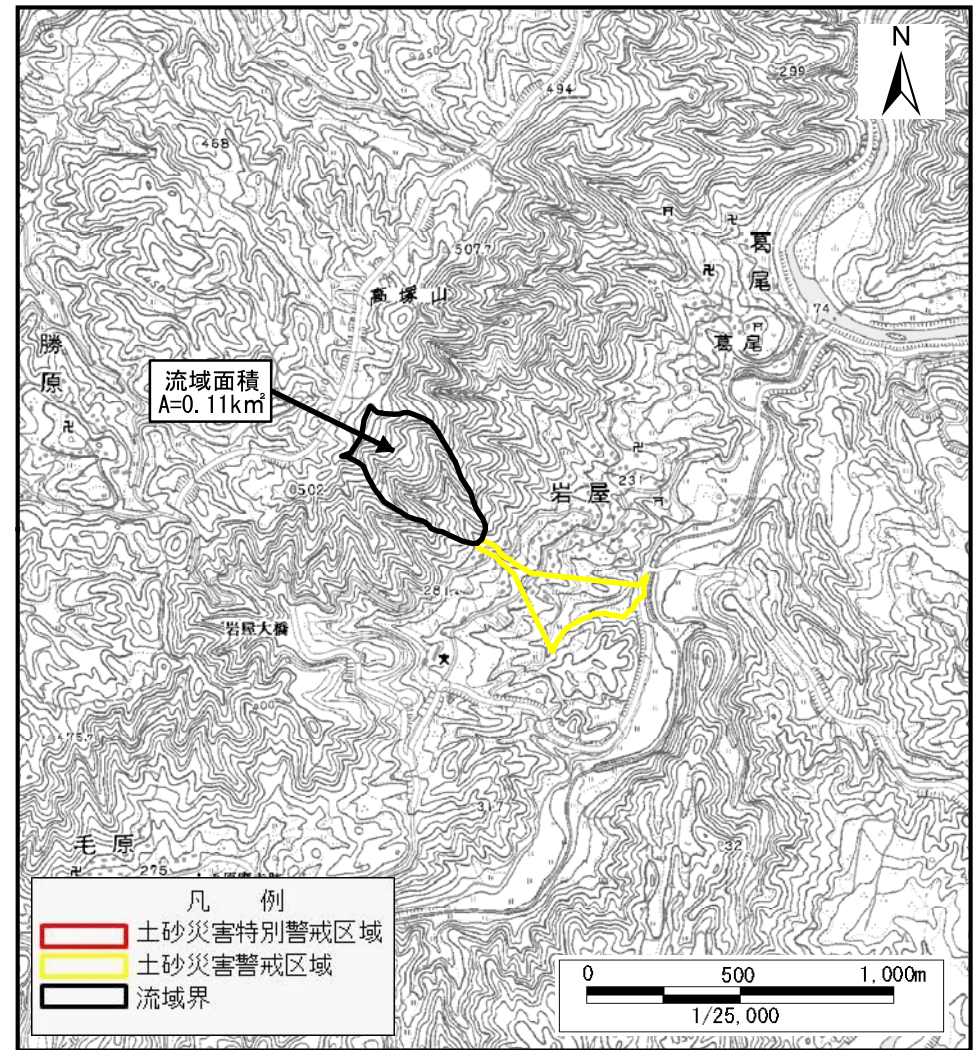 N
299
494
468
507.7
高塚山
葛尾
174
葛尾
勝原
流域面積
A=0.11km²
0502
岩屋
231
281
岩屋大橋
文
400
475.7
317
毛原
275
32
凡 例
土砂災害特別警戒区域
土砂災害警戒区域
流域界
0 500 1,000m
1/25,000